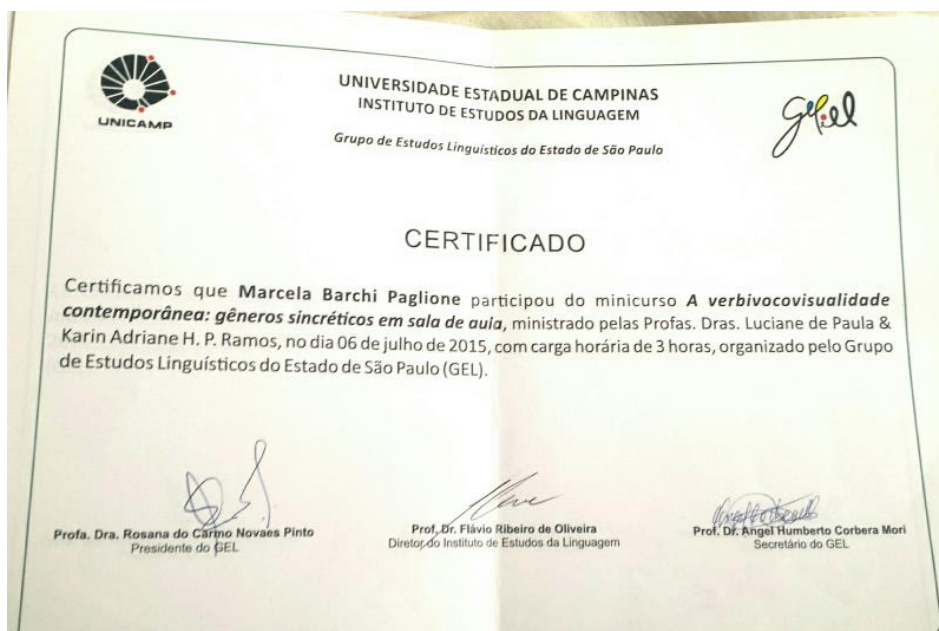 UNICAMP
UNIVERSIDADE ESTADUAL DE CAMPINAS
INSTITUTO DE ESTUDOS DA LINGUAGEM
Grupo de Estudos Linguísticos do Estado de São Paulo
gel
CERTIFICADO
Certificamos que Marcela Barchi Paglione participou do minicurso A verbivocovisualidade
contemporânea: gêneros sincréticos em sala de aula, ministrado pelas Profas. Dras. Luciane de Paula &
Karin Adriane H. P. Ramos, no dia 06 de julho de 2015, com carga horária de 3 horas, organizado pelo Grupo
de Estudos Linguísticos do Estado de São Paulo (GEL).
Profa. Dra. Rosana do Carmo Novaes Pinto
Presidente do GEL
Prof. Dr. Flávio Ribeiro de Oliveira
Diretor do Instituto de Estudos da Linguagem
Prof. Dr. Angel Humberto Corbera Mori
Secretário do GEL